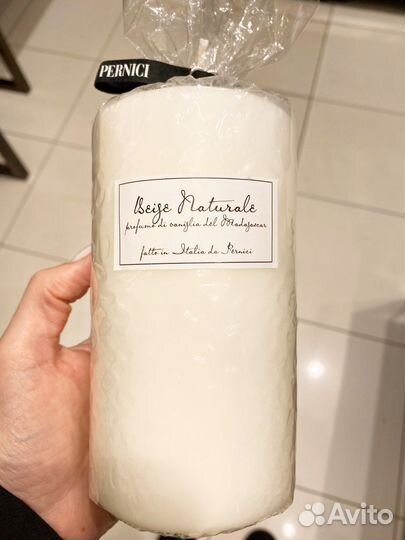 PERNICI
Beige Naturale
profumo di vaniglia del Madagascar
fatto in Italia da Pernici
Avito